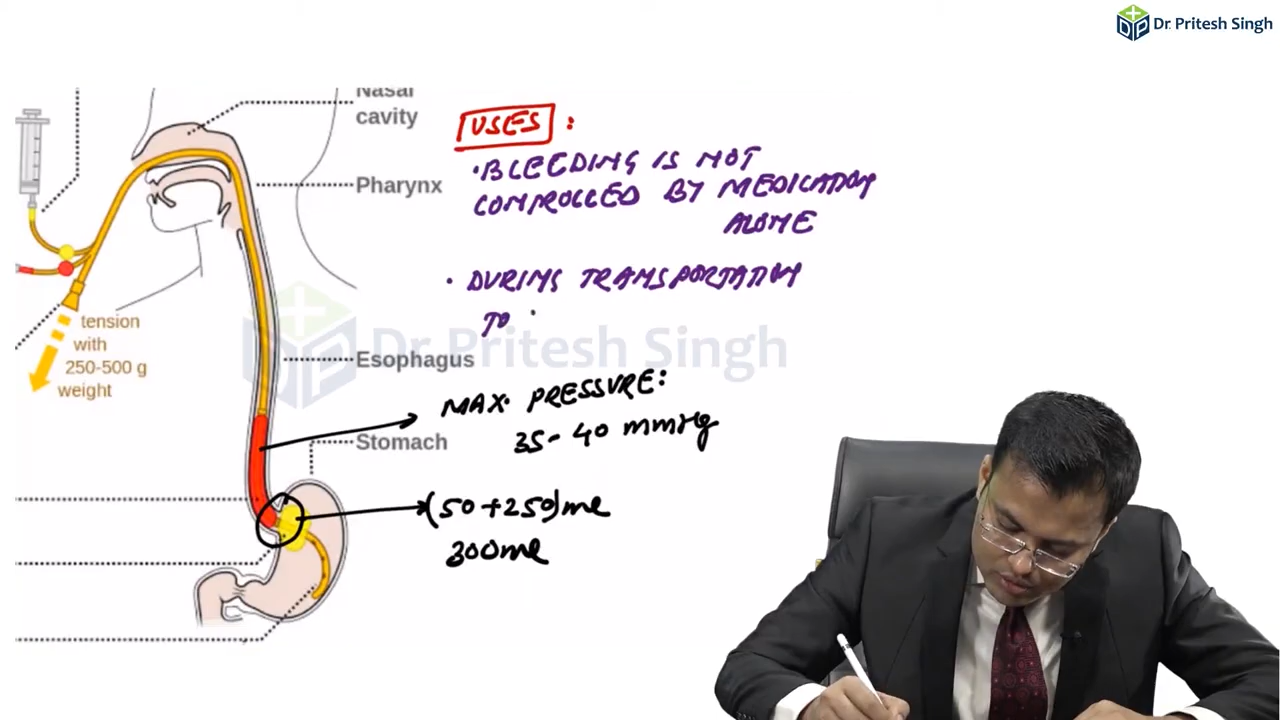 Dr. Pritesh Singh
Nasal
cavity
Pharynx
tension
with
250-500 g
weight
Esophagus
Stomach
USES :
• BLEEDING IS NOT
CONTROLLED BY MEDICATION
ALONE
• DURING TRANSPORTATION
TO
Dr. Pritesh Singh
MAX. PRESSURE:
35-40 mmHg
(50+250)ml
300ml